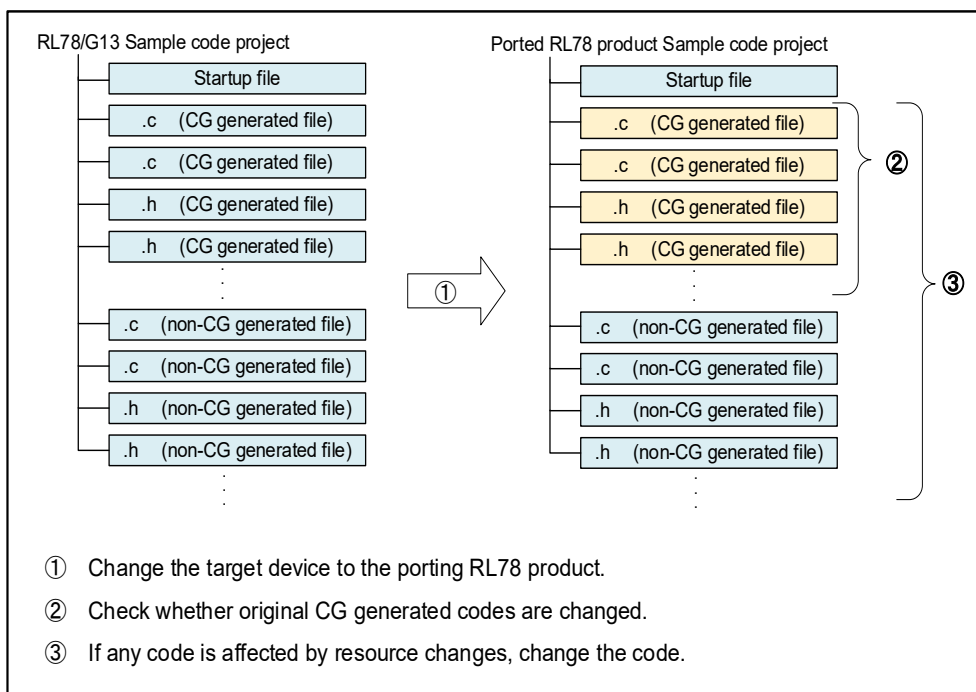 RL78/G13 Sample code project
Startup file
.c (CG generated file)
.c (CG generated file)
.h (CG generated file)
.h (CG generated file)
.c (non-CG generated file)
.c (non-CG generated file)
.h (non-CG generated file)
.h (non-CG generated file)
①
Ported RL78 product Sample code project
Startup file
.c (CG generated file)
.c (CG generated file)
.h (CG generated file)
.h (CG generated file)
.c (non-CG generated file)
.c (non-CG generated file)
.h (non-CG generated file)
.h (non-CG generated file)
②
③
① Change the target device to the porting RL78 product.
② Check whether original CG generated codes are changed.
③ If any code is affected by resource changes, change the code.